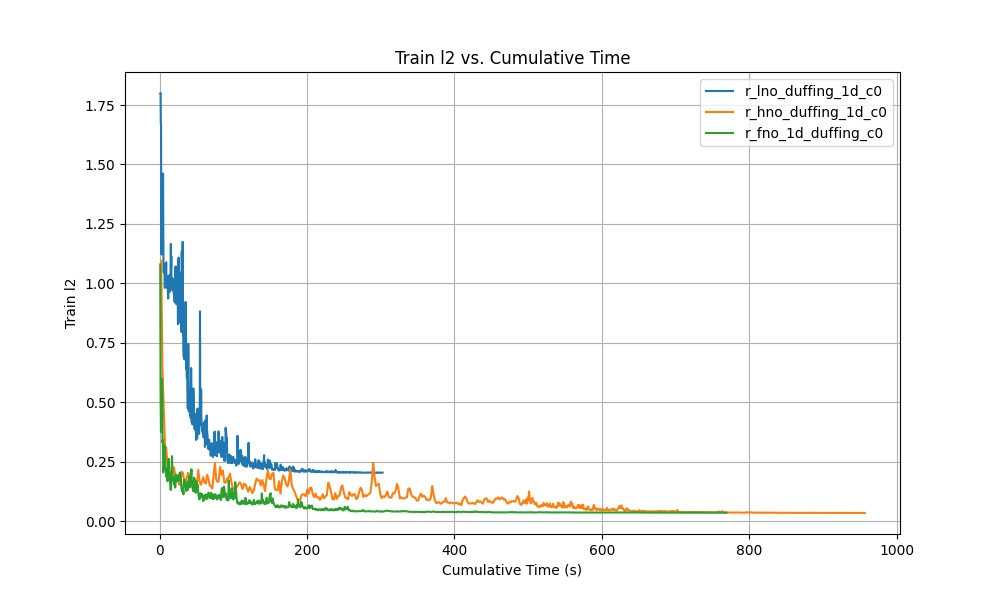 Train l2 vs. Cumulative Time
r_lno_duffing_1d_c0
r_hno_duffing_1d_c0
r_fno_1d_duffing_c0
Train l2
1.75
1.50
1.25
1.00
0.75
0.50
0.25
0.00
0 200 400 600 800 1000
Cumulative Time (s)